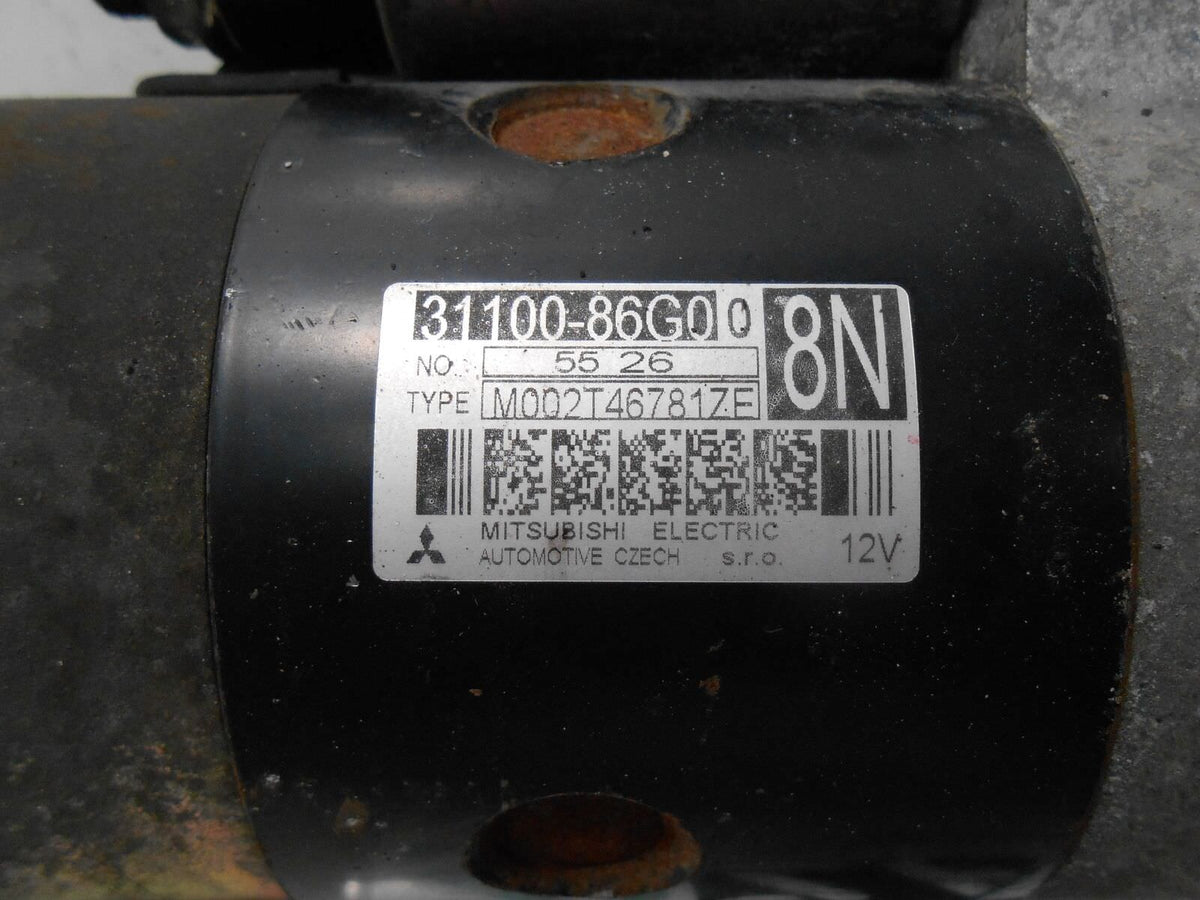 31100-86G00 8N
NO. 55 26
TYPE M002T46781ZE
MITSUBISHI ELECTRIC
AUTOMOTIVE CZECH s.r.o. 12V